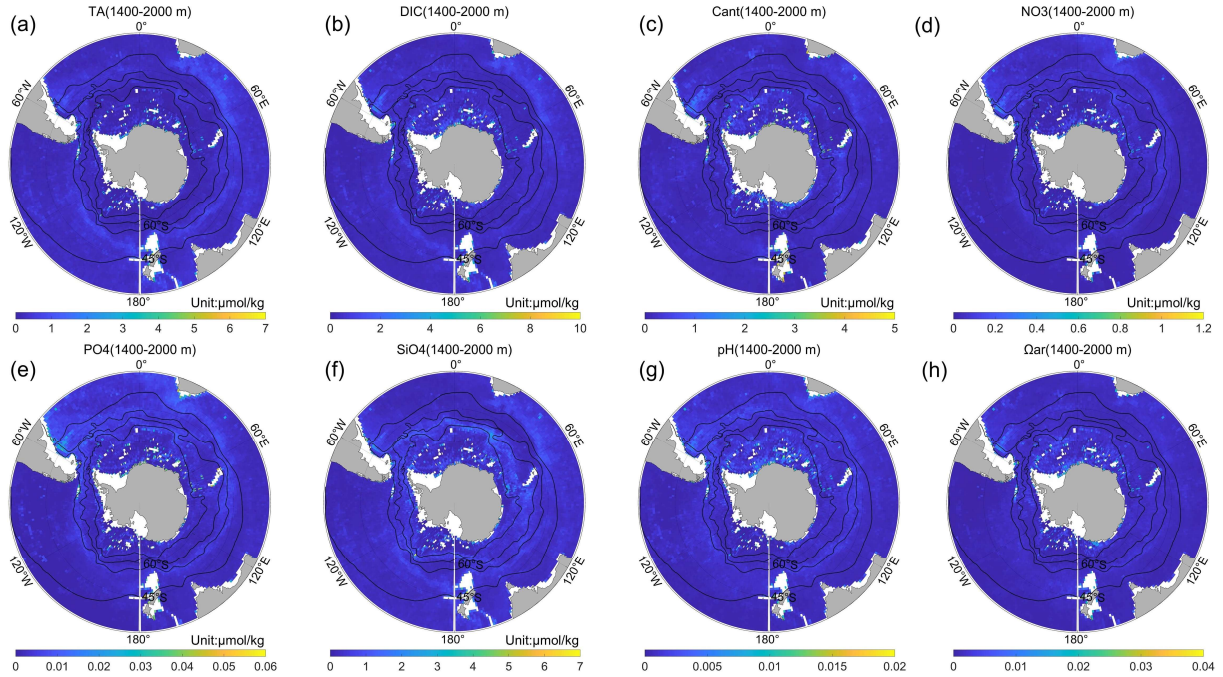 (a) TA(1400-2000 m)
0°
60°W
60°E
120°W
120°E
60°S
45°S
180°
Unit:μmol/kg
0 1 2 3 4 5 6 7
(b) DIC(1400-2000 m)
0°
60°W
60°E
120°W
120°E
60°S
45°S
180°
Unit:μmol/kg
0 2 4 6 8 10
(c) Cant(1400-2000 m)
0°
60°W
60°E
120°W
120°E
60°S
45°S
180°
Unit:μmol/kg
0 1 2 3 4 5
(d) NO3(1400-2000 m)
0°
60°W
60°E
120°W
120°E
60°S
45°S
180°
Unit:μmol/kg
0 0.2 0.4 0.6 0.8 1 1.2
(e) PO4(1400-2000 m)
0°
60°W
60°E
120°W
120°E
60°S
45°S
180°
Unit:μmol/kg
0 0.01 0.02 0.03 0.04 0.05 0.06
(f) SiO4(1400-2000 m)
0°
60°W
60°E
120°W
120°E
60°S
45°S
180°
Unit:μmol/kg
0 1 2 3 4 5 6 7
(g) pH(1400-2000 m)
0°
60°W
60°E
120°W
120°E
60°S
45°S
180°
0 0.005 0.01 0.015 0.02
(h) Ωar(1400-2000 m)
0°
60°W
60°E
120°W
120°E
60°S
45°S
180°
0 0.01 0.02 0.03 0.04